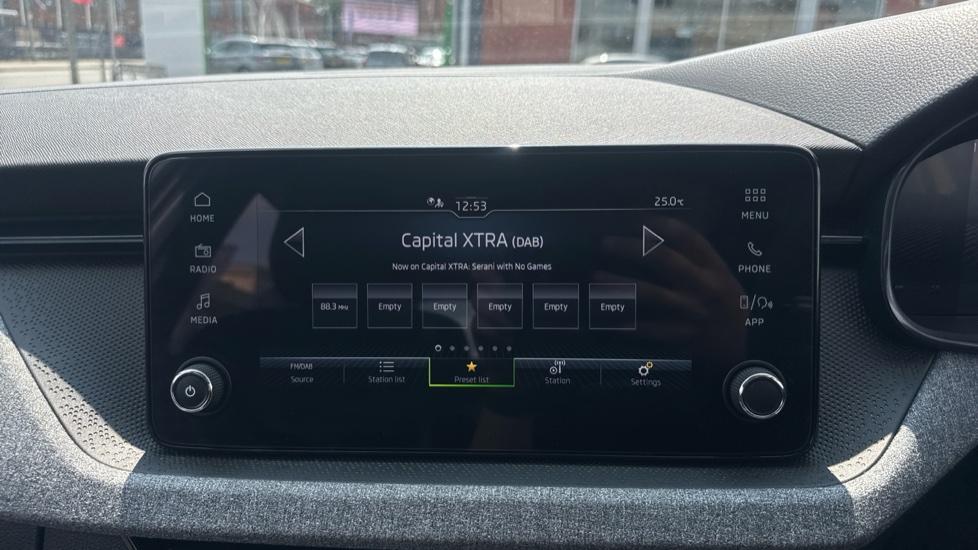 12:53
25.0°C
HOME
RADIO
MEDIA
Capital XTRA (DAB)
Now on Capital XTRA: Serani with No Games
88.3 MHz
Empty
Empty
Empty
Empty
Empty
FM/DAB
Source
Station list
Preset list
Station
Settings
MENU
PHONE
APP